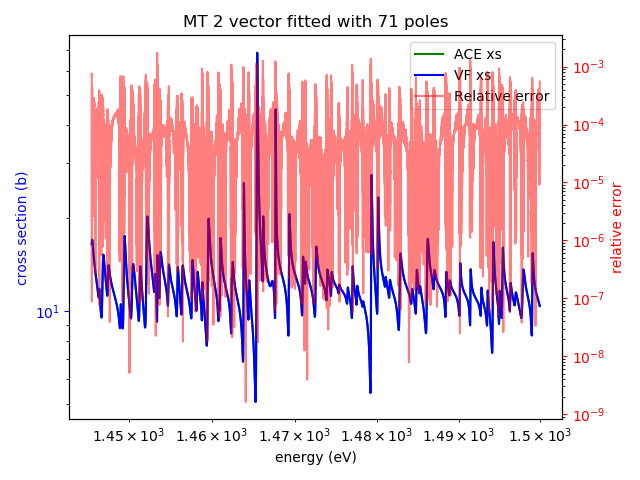 MT 2 vector fitted with 71 poles
ACE xs
VF xs
Relative error
cross section (b)
10¹
relative error
10⁻³
10⁻⁴
10⁻⁵
10⁻⁶
10⁻⁷
10⁻⁸
10⁻⁹
1.45 × 10³ 1.46 × 10³ 1.47 × 10³ 1.48 × 10³ 1.49 × 10³ 1.5 × 10³
energy (eV)